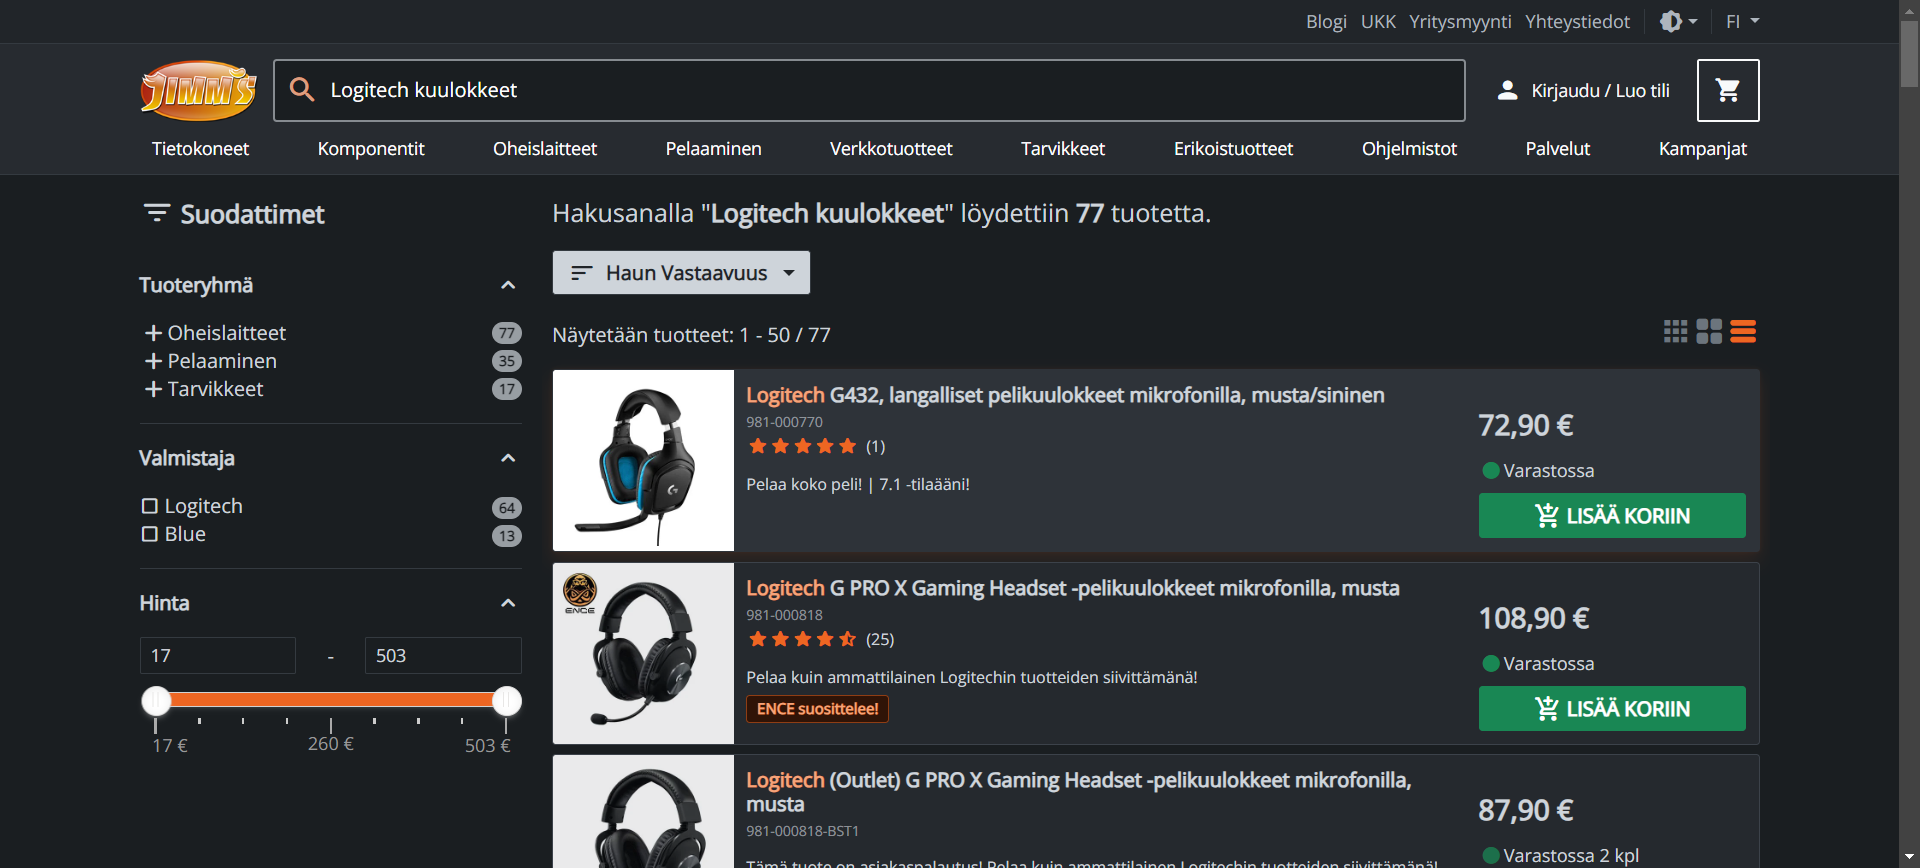 Blogi UKK Yritysmyynti Yhteystiedot FI
JIMM'S
Logitech kuulokkeet
Kirjaudu / Luo tili
Tietokoneet Komponentit Oheislaitteet Pelaaminen Verkkotuotteet Tarvikkeet Erikoistuotteet Ohjelmistot Palvelut Kampanjat
Suodattimet
Tuoteryhmä
Oheislaitteet 77
Pelaaminen 35
Tarvikkeet 17
Valmistaja
Logitech 64
Blue 13
Hinta
17 - 503
17 € 260 € 503 €
Hakusanalla "Logitech kuulokkeet" löydettiin 77 tuotetta.
Haun Vastaavuus
Näytetään tuotteet: 1 - 50 / 77
Logitech G432, langalliset pelikuulokkeet mikrofonilla, musta/sininen
981-000770
(1)
Pelaa koko peli! | 7.1 -tilaääni!
72,90 €
Varastossa
LISÄÄ KORIIN
ENCE
Logitech G PRO X Gaming Headset -pelikuulokkeet mikrofonilla, musta
981-000818
(25)
Pelaa kuin ammattilainen Logitechin tuotteiden siivittämänä!
ENCE suosittelee!
108,90 €
Varastossa
LISÄÄ KORIIN
Logitech (Outlet) G PRO X Gaming Headset -pelikuulokkeet mikrofonilla,
musta
981-000818-BST1
Tämä tuote on asiakaspalautus! Pelaa kuin ammattilainen Logitechin tuotteiden siivittämänä!
87,90 €
Varastossa 2 kpl